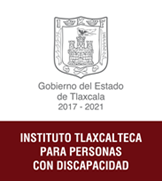 Gobierno del Estado
de Tlaxcala
2017 - 2021
INSTITUTO TLAXCALTECA
PARA PERSONAS
CON DISCAPACIDAD